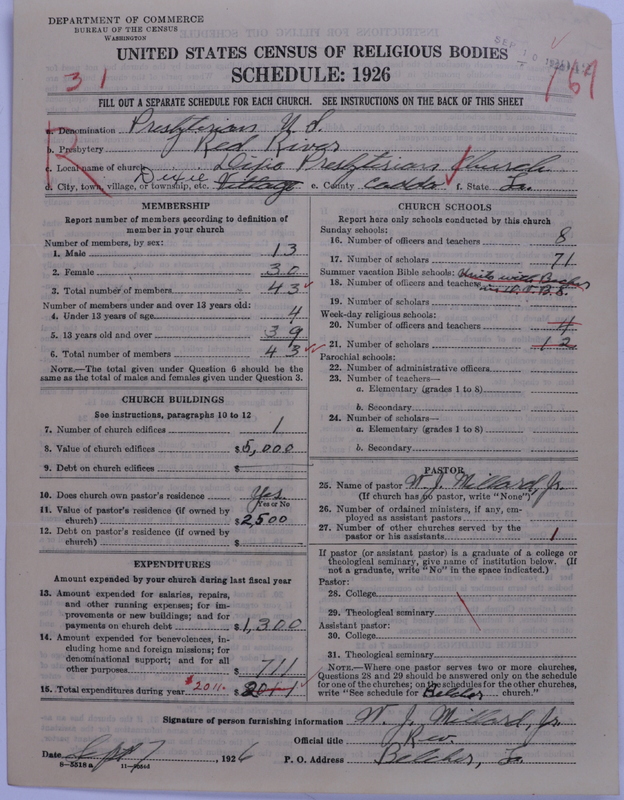 DEPARTMENT OF COMMERCE
BUREAU OF THE CENSUS
WASHINGTON
UNITED STATES CENSUS OF RELIGIOUS BODIES
SCHEDULE: 1926
31
FILL OUT A SEPARATE SCHEDULE FOR EACH CHURCH. SEE INSTRUCTIONS ON THE BACK OF THIS SHEET
a. Denomination Presbyterian U S.
b. Presbytery Red River
c. Local name of church Dixie Presbyterian Church
d. City, town, village, or township, etc. Dixie Village e. County Caddo f. State La.
MEMBERSHIP
Report number of members according to definition of
member in your church
Number of members, by sex:
1. Male 13
2. Female 30
3. Total number of members 43
Number of members under and over 13 years old:
4. Under 13 years of age 4
5. 13 years old and over 39
6. Total number of members 43
NOTE.—The total given under Question 6 should be
same as the total of males and females given under Question 3.
CHURCH BUILDINGS
See instructions, paragraphs 10 to 12
7. Number of church edifices 1
8. Value of church edifices $5,000
9. Debt on church edifices $
10. Does church own pastor's residence Yes
Yes or No
11. Value of pastor's residence (if owned by
church) $2500
12. Debt on pastor's residence (if owned by
church) $
EXPENDITURES
Amount expended by your church during last fiscal year
13. Amount expended for salaries, repairs,
and other running expenses; for im-
provements or new buildings; and for
payments on church debt $1,300
14. Amount expended for benevolences, in-
cluding home and foreign missions; for
denominational support; and for all
other purposes $711
15. Total expenditures during year $2011. $2011
CHURCH SCHOOLS
Report here only schools conducted by this church
Sunday schools:
16. Number of officers and teachers 8
17. Number of scholars 71
Summer vacation Bible schools: Unite with Belcher
18. Number of officers and teachers in D.V.B.S.
19. Number of scholars
Week-day religious schools:
20. Number of officers and teachers 4
21. Number of scholars 12
Parochial schools:
22. Number of administrative officers
23. Number of teachers—
a. Elementary (grades 1 to 8)
b. Secondary
24. Number of scholars—
a. Elementary (grades 1 to 8)
b. Secondary
PASTOR
25. Name of pastor W. J. Millard, Jr.
(If church has no pastor, write "None")
26. Number of ordained ministers, if any, em-
ployed as assistant pastors
27. Number of other churches served by the
pastor or his assistants 1
If pastor (or assistant pastor) is a graduate of a college or
theological seminary, give name of institution below. (If
not a graduate, write "No" in the space indicated.)
Pastor:
28. College
29. Theological seminary
Assistant pastor:
30. College
31. Theological seminary
NOTE.—Where one pastor serves two or more churches,
Questions 28 and 29 should be answered only on the schedule
for one of the churches; on the schedules for the other churches,
write "See schedule for Belcher church."
Signature of person furnishing information W. J. Millard, Jr.
Official title Rev.
Date Sept 7, 1926 P. O. Address Belcher, La.
8—5518 a